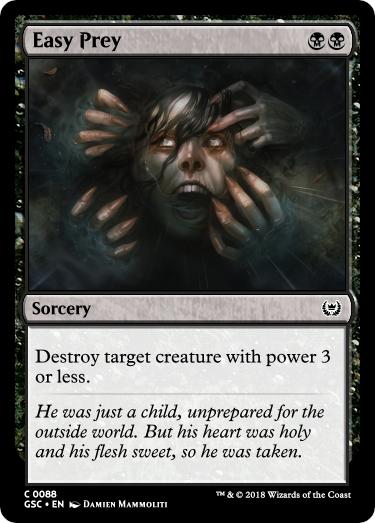 Easy Prey
Sorcery
Destroy target creature with power 3
or less.
He was just a child, unprepared for the
outside world. But his heart was holy
and his flesh sweet, so he was taken.
C 0088
GSC • EN Damien Mammoliti
™ & © 2018 Wizards of the Coast